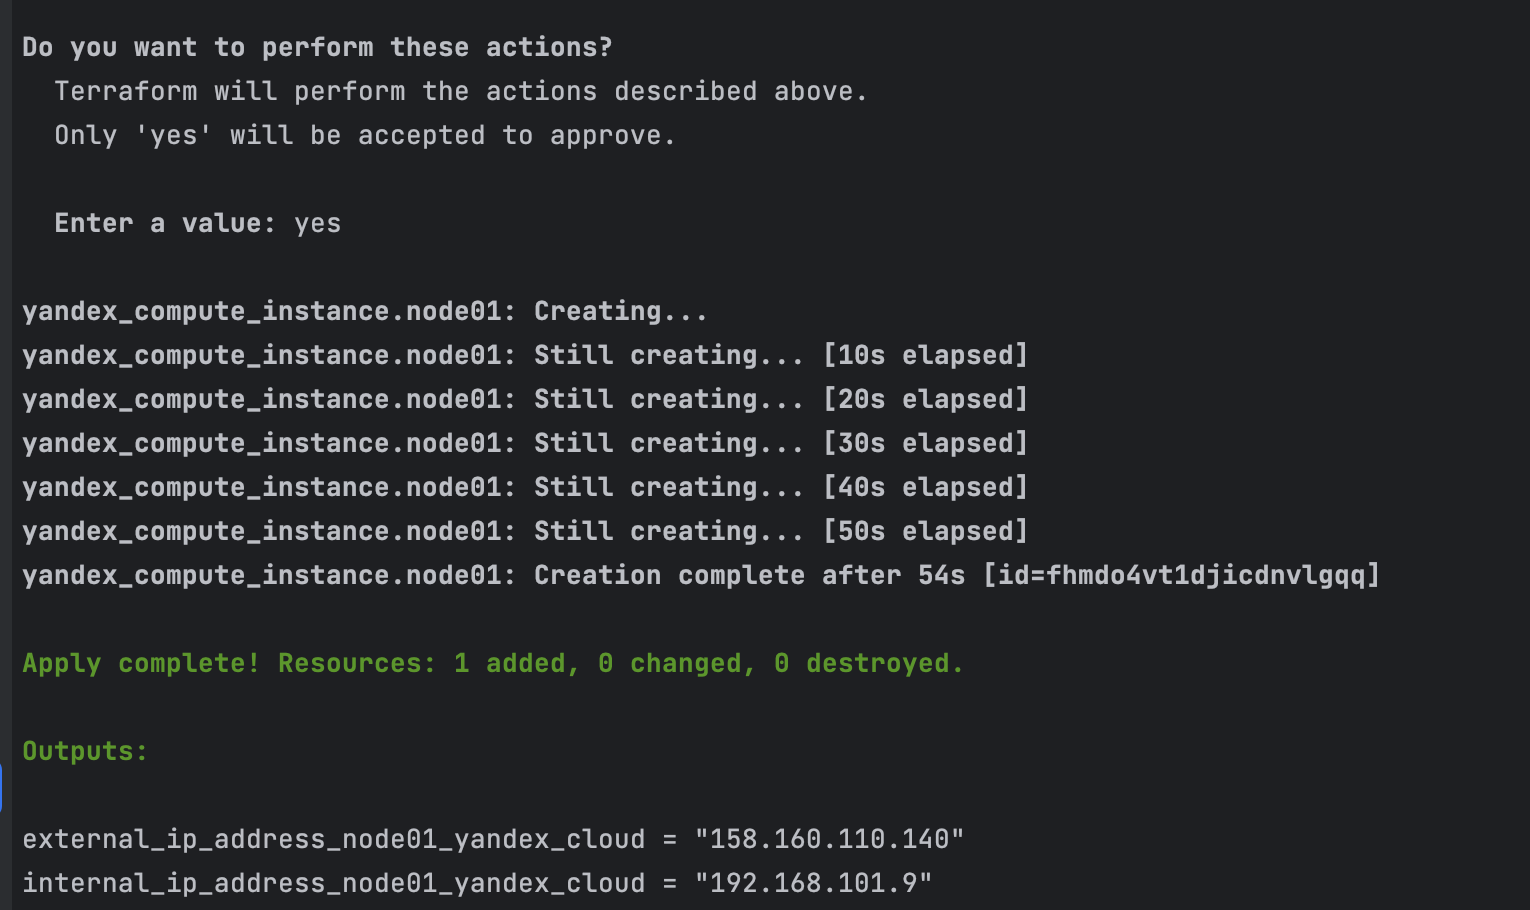 Do you want to perform these actions?
  Terraform will perform the actions described above.
  Only 'yes' will be accepted to approve.

  Enter a value: yes

yandex_compute_instance.node01: Creating...
yandex_compute_instance.node01: Still creating... [10s elapsed]
yandex_compute_instance.node01: Still creating... [20s elapsed]
yandex_compute_instance.node01: Still creating... [30s elapsed]
yandex_compute_instance.node01: Still creating... [40s elapsed]
yandex_compute_instance.node01: Still creating... [50s elapsed]
yandex_compute_instance.node01: Creation complete after 54s [id=fhmdo4vt1djicdnvlgqq]

Apply complete! Resources: 1 added, 0 changed, 0 destroyed.

Outputs:

external_ip_address_node01_yandex_cloud = "158.160.110.140"
internal_ip_address_node01_yandex_cloud = "192.168.101.9"